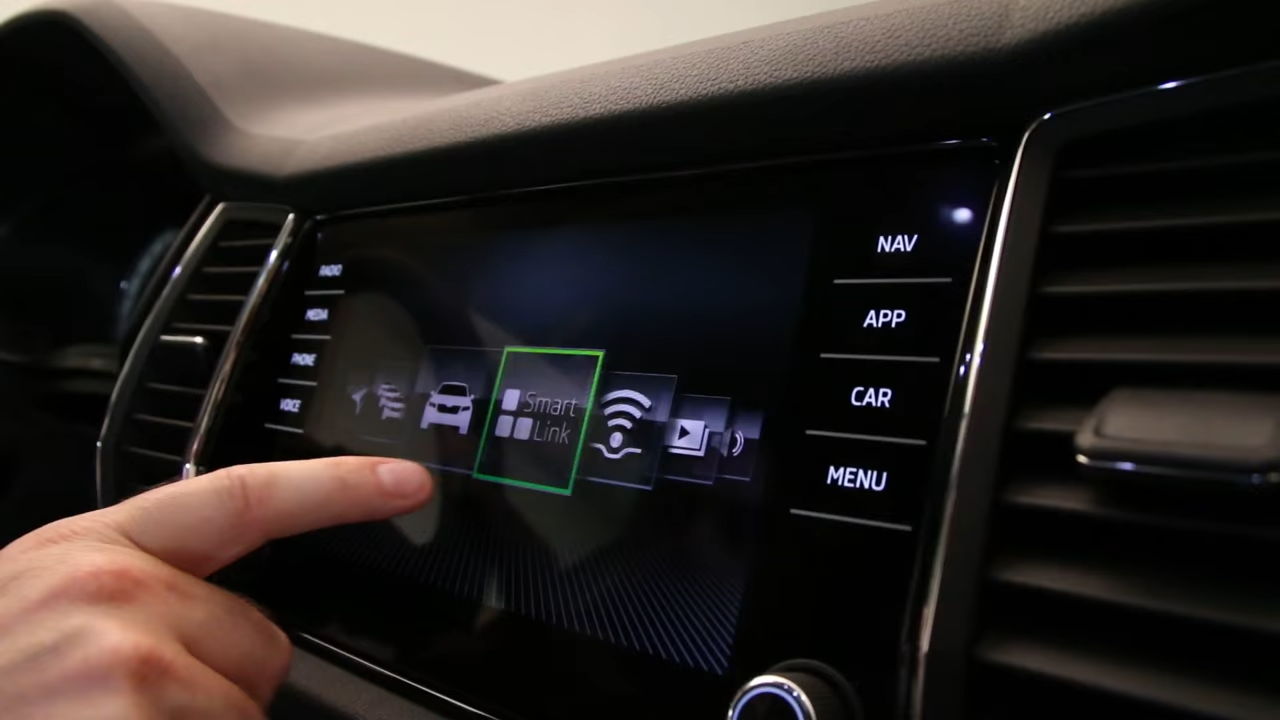 RADIO
MEDIA
PHONE
VOICE
Smart
Link
NAV
APP
CAR
MENU